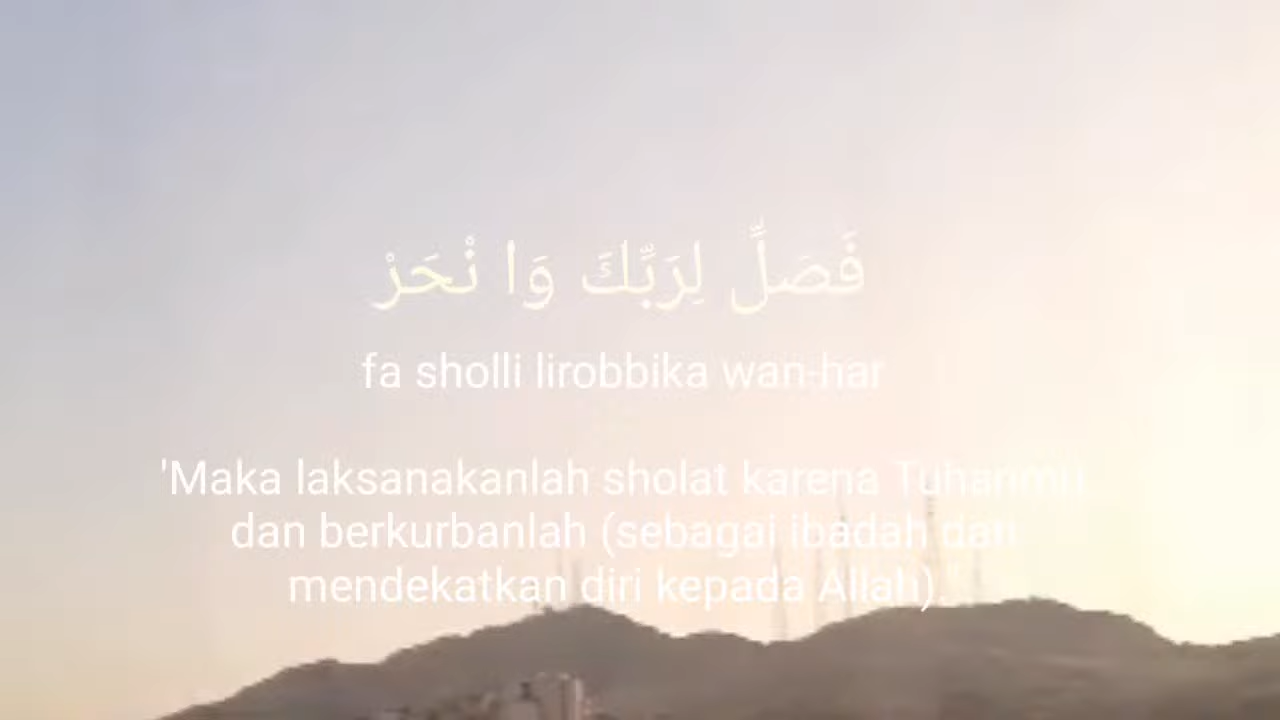 فَصَلِّ لِرَبِّكَ وَا نْحَرْ
fa sholli lirobbika wan-har
'Maka laksanakanlah sholat karena Tuhanmu,
dan berkurbanlah (sebagai ibadah dan
mendekatkan diri kepada Allah).